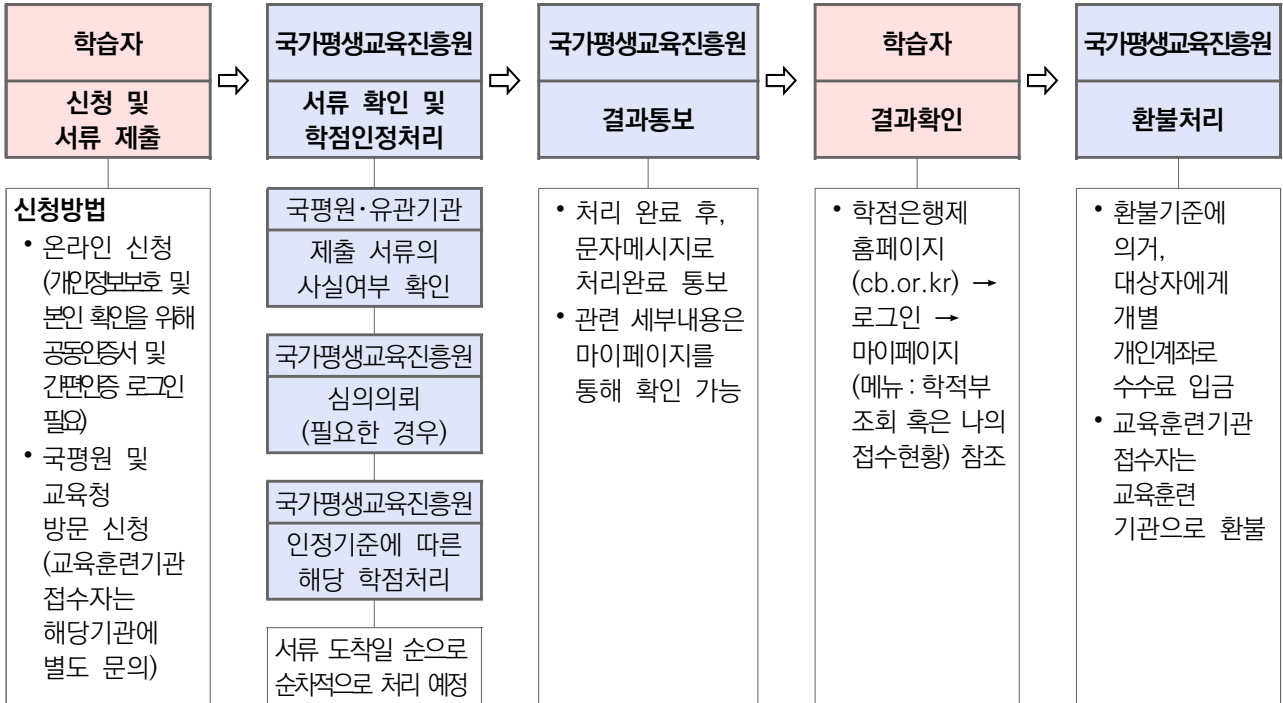 학습자
신청 및
서류 제출
신청방법
• 온라인 신청
(개인정보보호 및
본인 확인을 위해
공동인증서 및
간편인증 로그인
필요)
• 국평원 및
교육청
방문 신청
(교육훈련기관
접수자는
해당기관에
별도 문의)
⇨
국가평생교육진흥원
서류 확인 및
학점인정처리
국평원·유관기관
제출 서류의
사실여부 확인
국가평생교육진흥원
심의의뢰
(필요한 경우)
국가평생교육진흥원
인정기준에 따른
해당 학점처리
서류 도착일 순으로
순차적으로 처리 예정
⇨
국가평생교육진흥원
결과통보
• 처리 완료 후,
문자메시지로
처리완료 통보
• 관련 세부내용은
마이페이지를
통해 확인 가능
⇨
학습자
결과확인
• 학점은행제
홈페이지
(cb.or.kr) →
로그인 →
마이페이지
(메뉴 : 학적부
조회 혹은 나의
접수현황) 참조
⇨
국가평생교육진흥원
환불처리
• 환불기준에
의거,
대상자에게
개별
개인계좌로
수수료 입금
• 교육훈련기관
접수자는
교육훈련
기관으로 환불